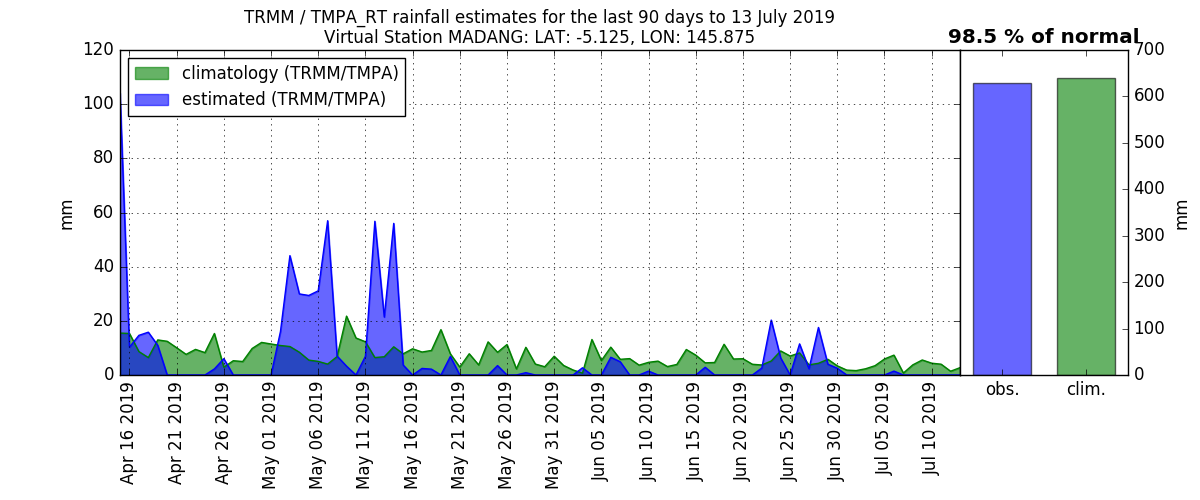 TRMM / TMPA_RT rainfall estimates for the last 90 days to 13 July 2019
Virtual Station MADANG: LAT: -5.125, LON: 145.875
98.5 % of normal
climatology (TRMM/TMPA)
estimated (TRMM/TMPA)
120
100
80
60
40
20
0
mm
Apr 16 2019
Apr 21 2019
Apr 26 2019
May 01 2019
May 06 2019
May 11 2019
May 16 2019
May 21 2019
May 26 2019
May 31 2019
Jun 05 2019
Jun 10 2019
Jun 15 2019
Jun 20 2019
Jun 25 2019
Jun 30 2019
Jul 05 2019
Jul 10 2019
obs.
clim.
700
600
500
400
300
200
100
0
mm